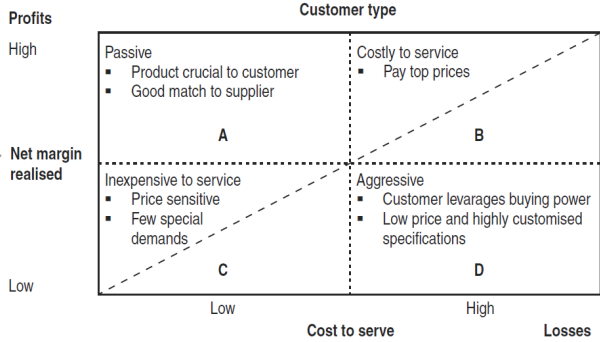 Customer type
Profits
High
Passive
▪ Product crucial to customer
▪ Good match to supplier
A
Costly to service
▪ Pay top prices
B
Net margin
realised
Inexpensive to service
▪ Price sensitive
▪ Few special
demands
C
Aggressive
▪ Customer levarages buying power
▪ Low price and highly customised
specifications
D
Low
Low
High
Cost to serve
Losses